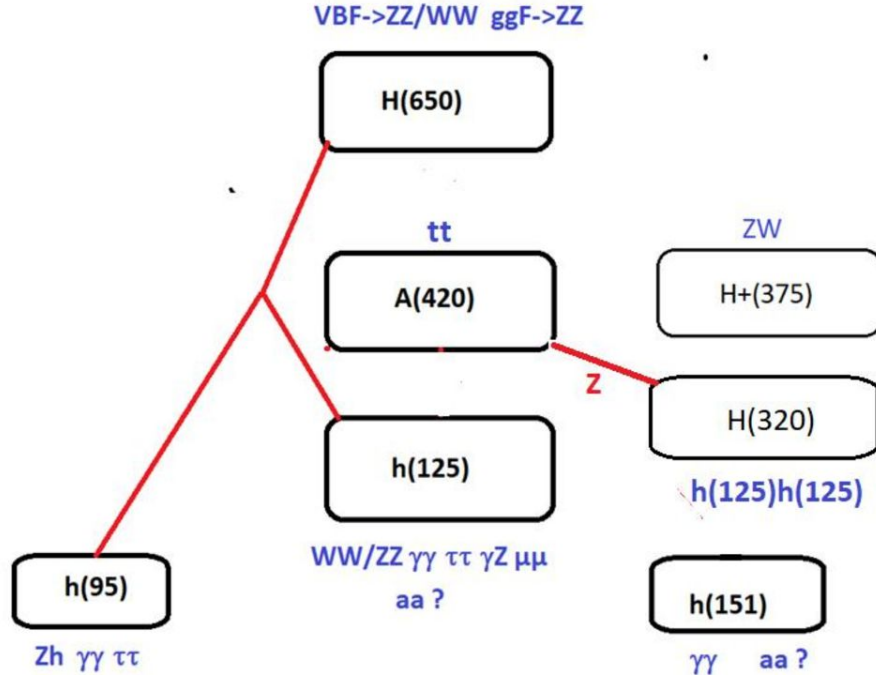 VBF->ZZ/WW ggF->ZZ
H(650)
tt
ZW
A(420)
H+(375)
Z
H(320)
h(125)
h(125)h(125)
WW/ZZ γγ ττ γZ μμ
aa ?
h(95)
h(151)
Zh γγ ττ
γγ aa ?